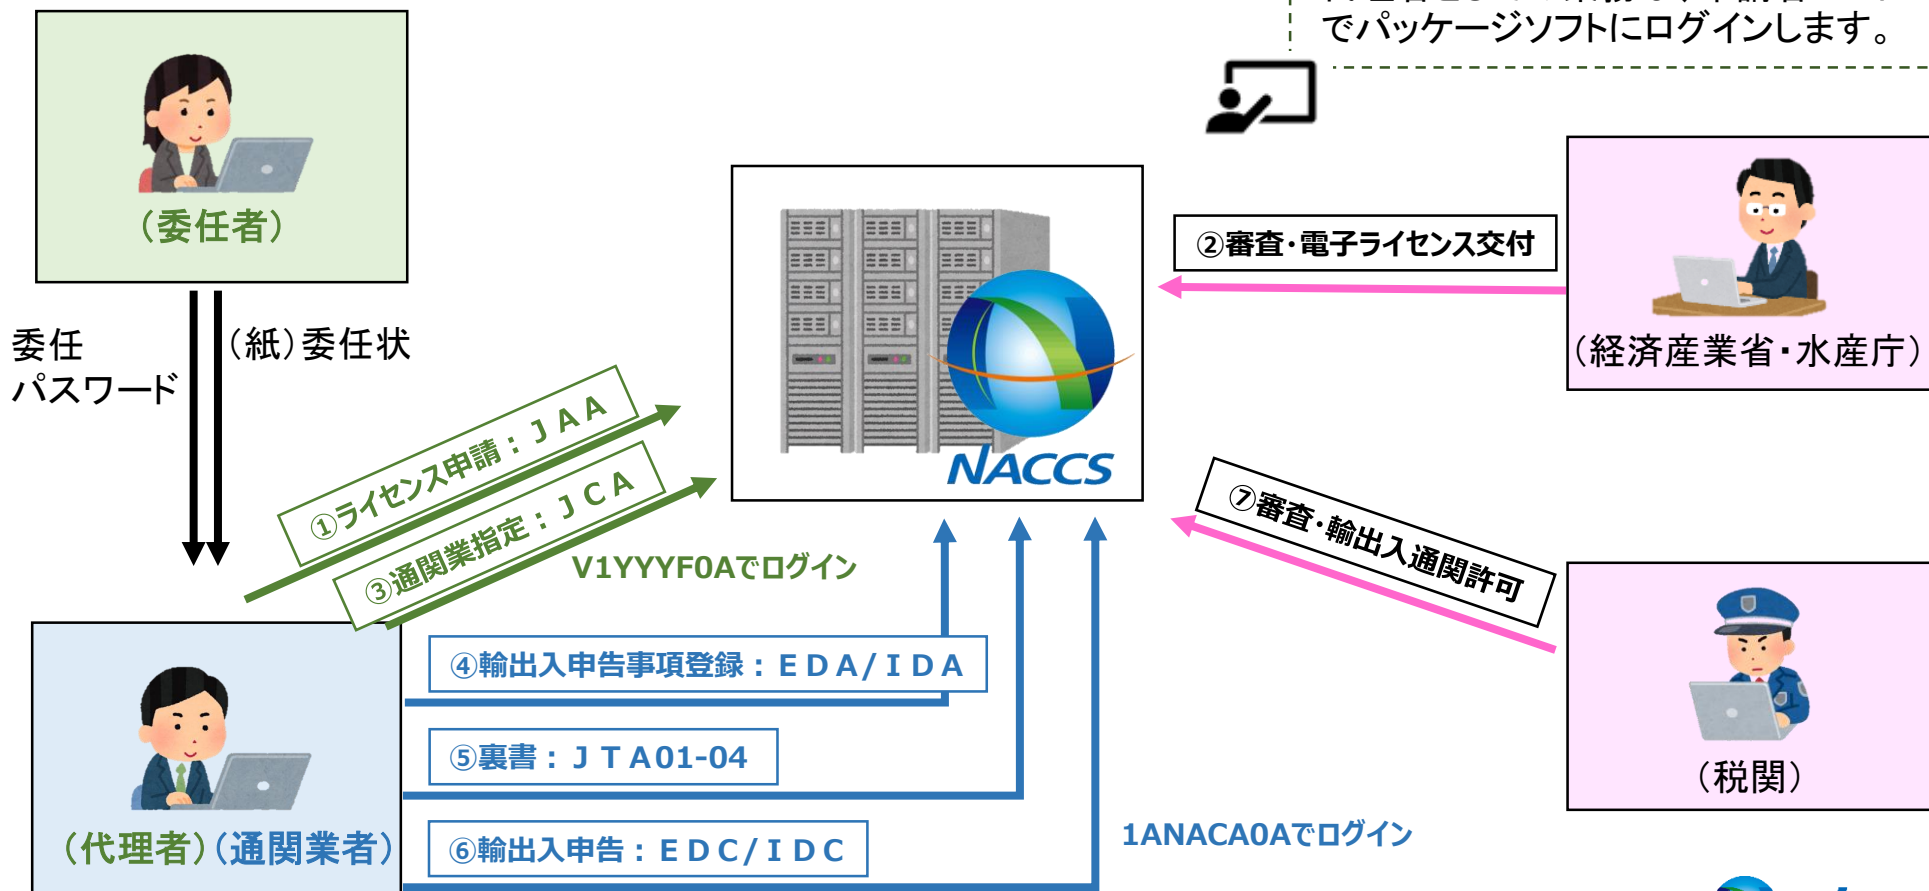 でパッケージソフトにログインします。
（委任者）
②審査・電子ライセンス交付
委任
パスワード
（紙）委任状
（経済産業省・水産庁）
①ライセンス申請：ＪＡＡ
NACCS
③通関業指定：ＪＣＡ
V1YYYF0Aでログイン
⑦審査・輸出入通関許可
④輸出入申告事項登録：ＥＤＡ/ＩＤＡ
⑤裏書：ＪＴＡ01-04
（税関）
（代理者）（通関業者）
⑥輸出入申告：ＥＤＣ/ＩＤＣ
1ANACA0Aでログイン